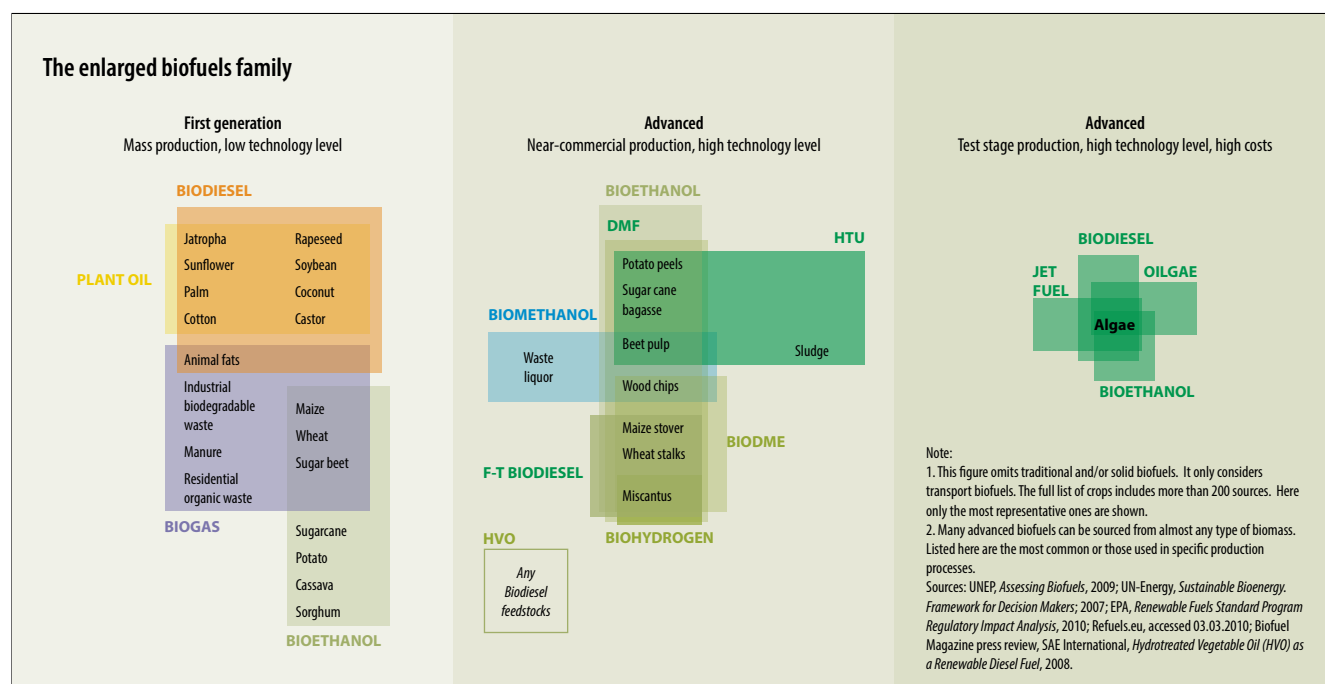 The enlarged biofuels family
First generation
Mass production, low technology level
BIODIESEL
PLANT OIL
Jatropha
Rapeseed
Sunflower
Soybean
Palm
Coconut
Cotton
Castor
Animal fats
Industrial
biodegradable
waste
Manure
Residential
organic waste
Maize
Wheat
Sugar beet
BIOGAS
Sugarcane
Potato
Cassava
Sorghum
BIOETHANOL
Advanced
Near-commercial production, high technology level
BIOETHANOL
DMF
HTU
Potato peels
Sugar cane
bagasse
BIOMETHANOL
Beet pulp
Sludge
Waste
liquor
Wood chips
Maize stover
BIODME
Wheat stalks
F-T BIODIESEL
Miscantus
BIOHYDROGEN
HVO
Any
Biodiesel
feedstocks
Advanced
Test stage production, high technology level, high costs
BIODIESEL
JET
FUEL
OILGAE
Algae
BIOETHANOL
Note:
1. This figure omits traditional and/or solid biofuels. It only considers
transport biofuels. The full list of crops includes more than 200 sources. Here
only the most representative ones are shown.
2. Many advanced biofuels can be sourced from almost any type of biomass.
Listed here are the most common or those used in specific production
processes.
Sources: UNEP, Assessing Biofuels, 2009; UN-Energy, Sustainable Bioenergy.
Framework for Decision Makers; 2007; EPA, Renewable Fuels Standard Program
Regulatory Impact Analysis, 2010; Refuels.eu, accessed 03.03.2010; Biofuel
Magazine press review, SAE International, Hydrotreated Vegetable Oil (HVO) as
a Renewable Diesel Fuel, 2008.